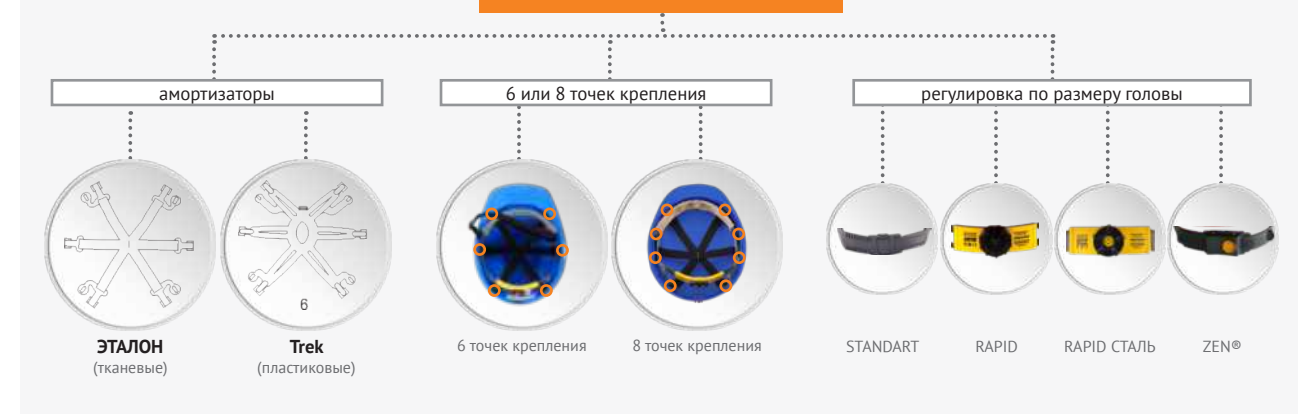 амортизаторы
6 или 8 точек крепления
регулировка по размеру головы
6
ЭТАЛОН
(тканевые)
Trek
(пластиковые)
6 точек крепления
8 точек крепления
STANDART
RAPID
RAPID СТАЛЬ
ZEN®